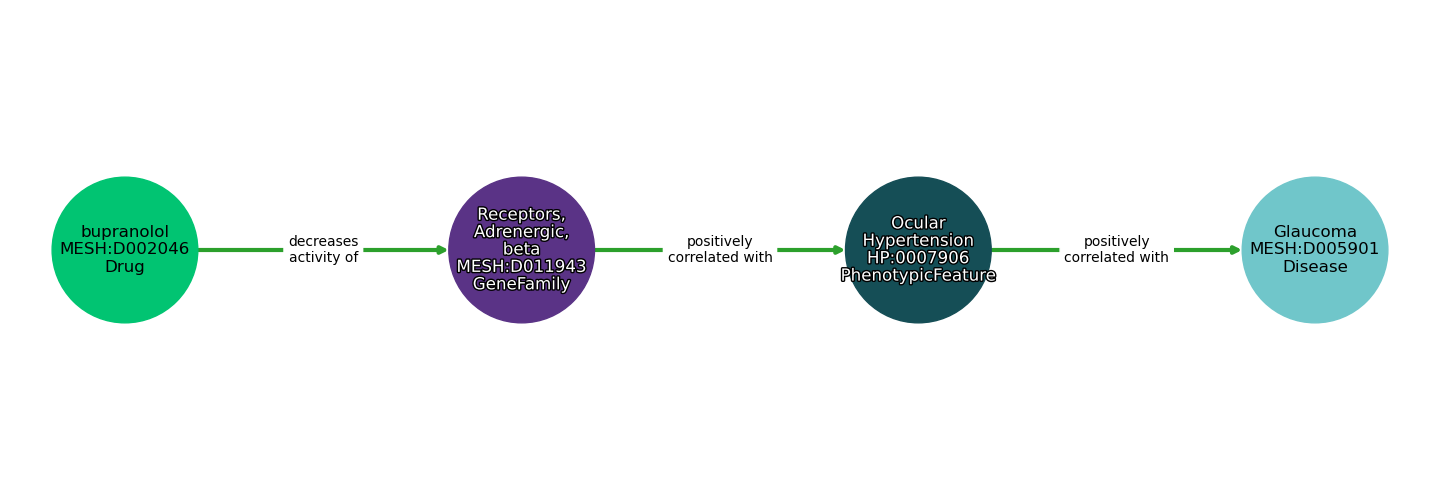 bupranolol
MESH:D002046
Drug
decreases
activity of
Receptors,
Adrenergic,
beta
MESH:D011943
GeneFamily
positively
correlated with
Ocular
Hypertension
HP:0007906
PhenotypicFeature
positively
correlated with
Glaucoma
MESH:D005901
Disease